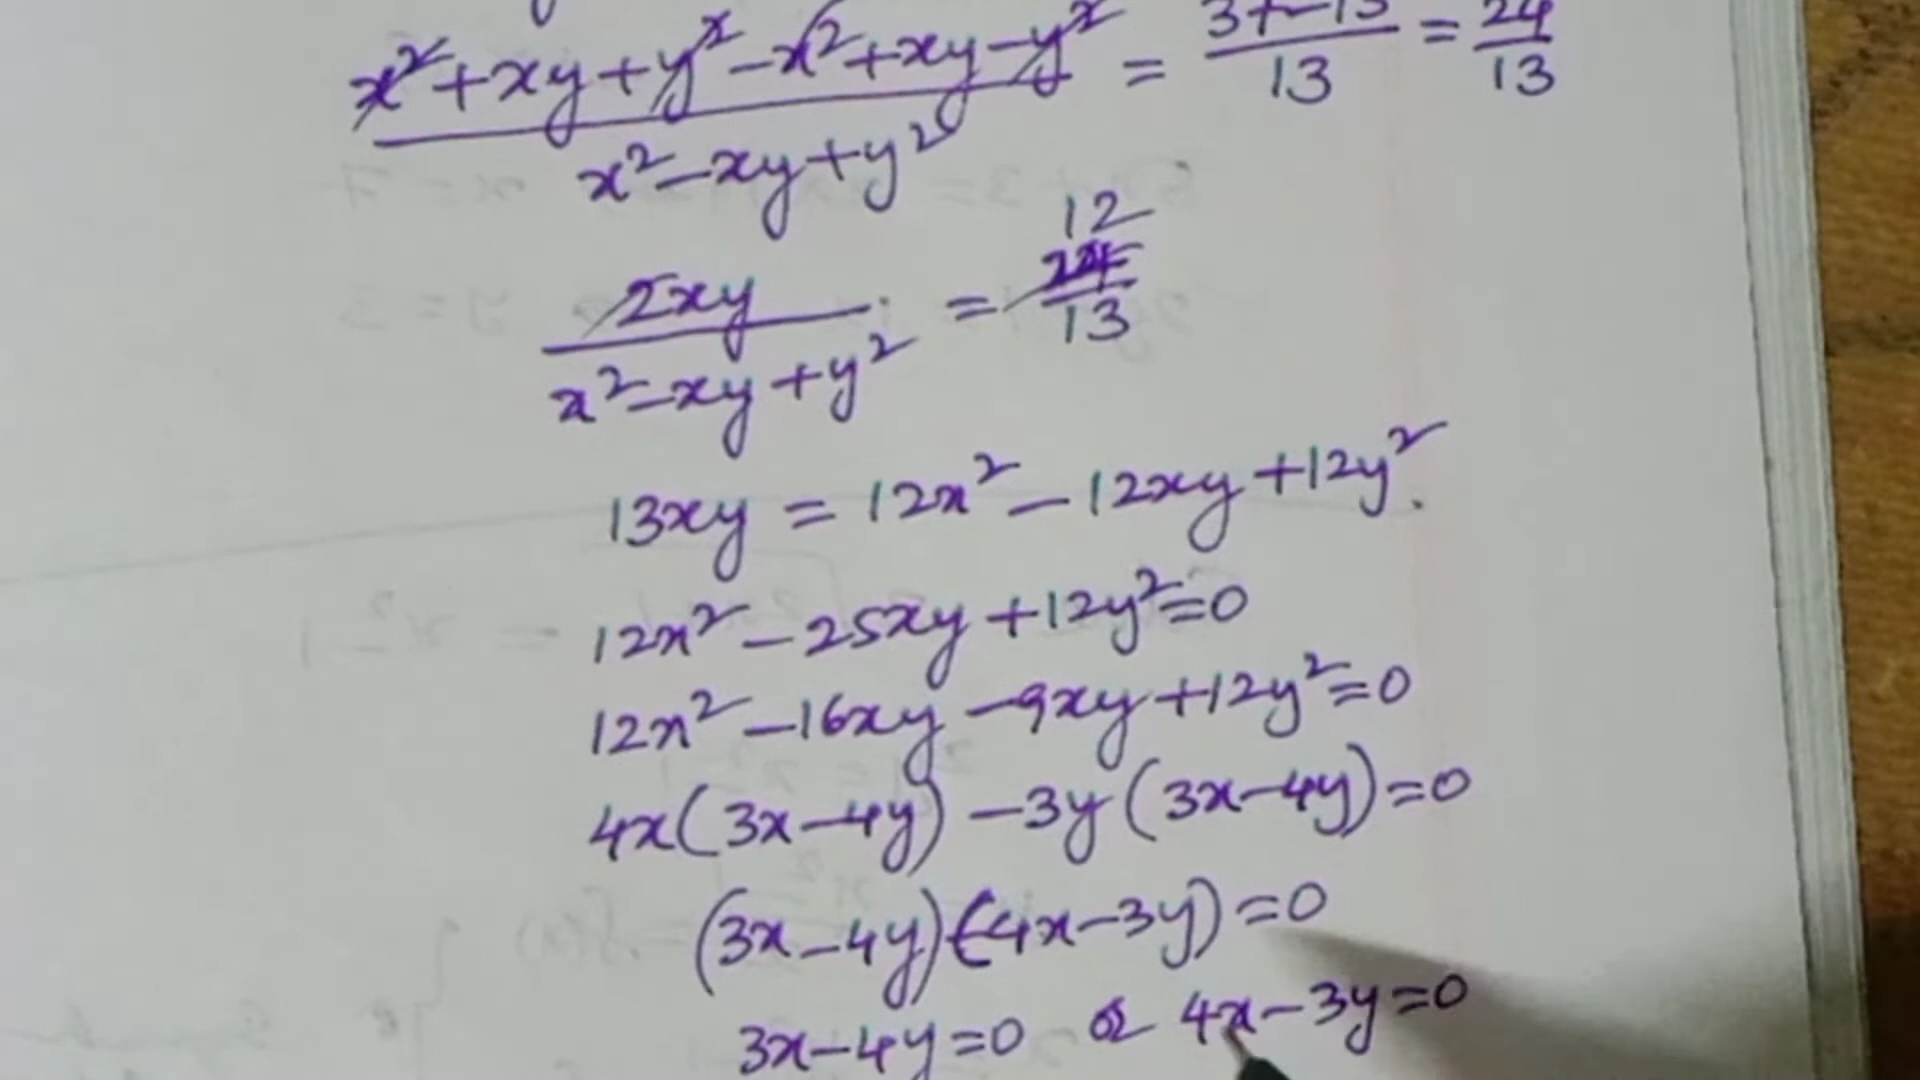 x²+xy+y²-x²+xy-y² / x²-xy+y² = 37-13 / 13 = 24/13
2xy / x²-xy+y² = 24/13 12
13xy = 12x² - 12xy + 12y².
12x² - 25xy + 12y² = 0
12x² - 16xy - 9xy + 12y² = 0
4x(3x-4y) - 3y(3x-4y) = 0
(3x-4y)(4x-3y) = 0
3x-4y = 0 or 4x-3y = 0